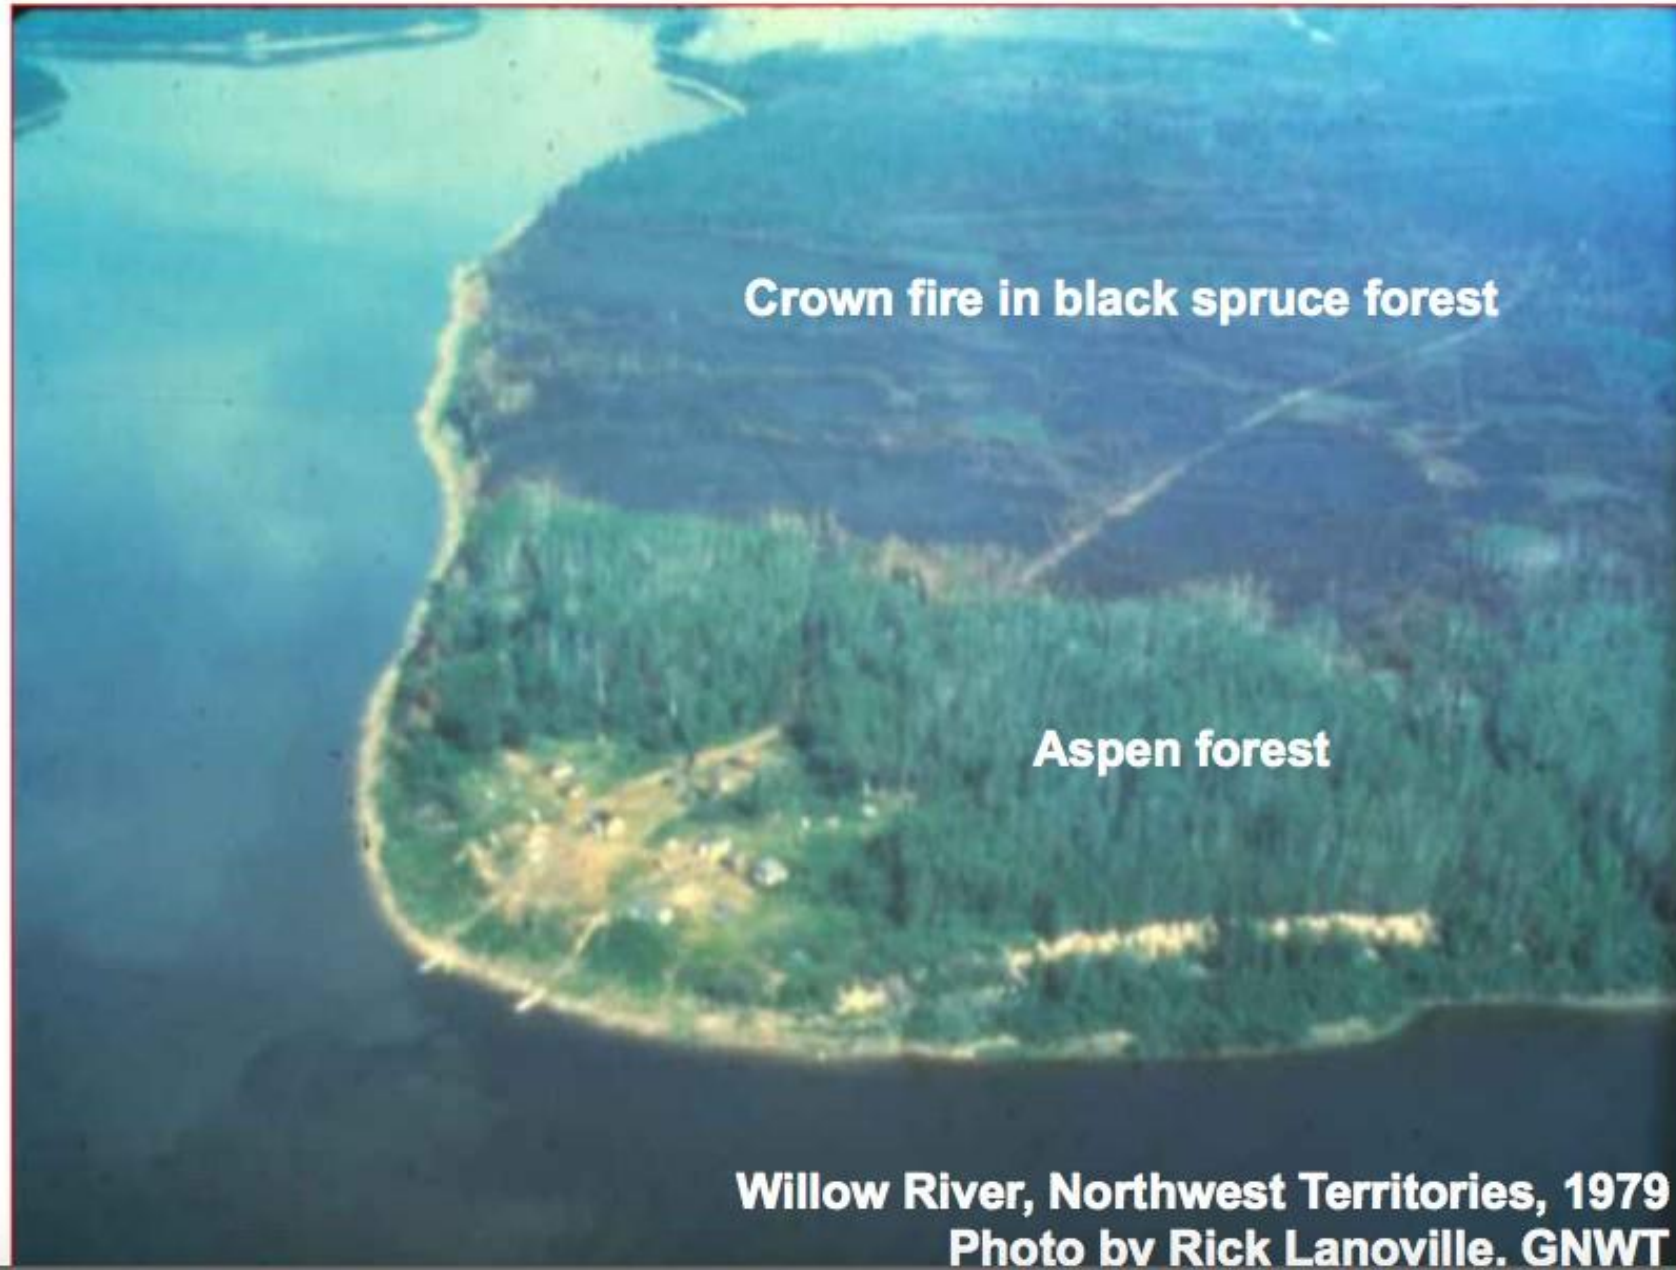 Crown fire in black spruce forest
Aspen forest
Willow River, Northwest Territories, 1979
Photo by Rick Lanoville. GNWT